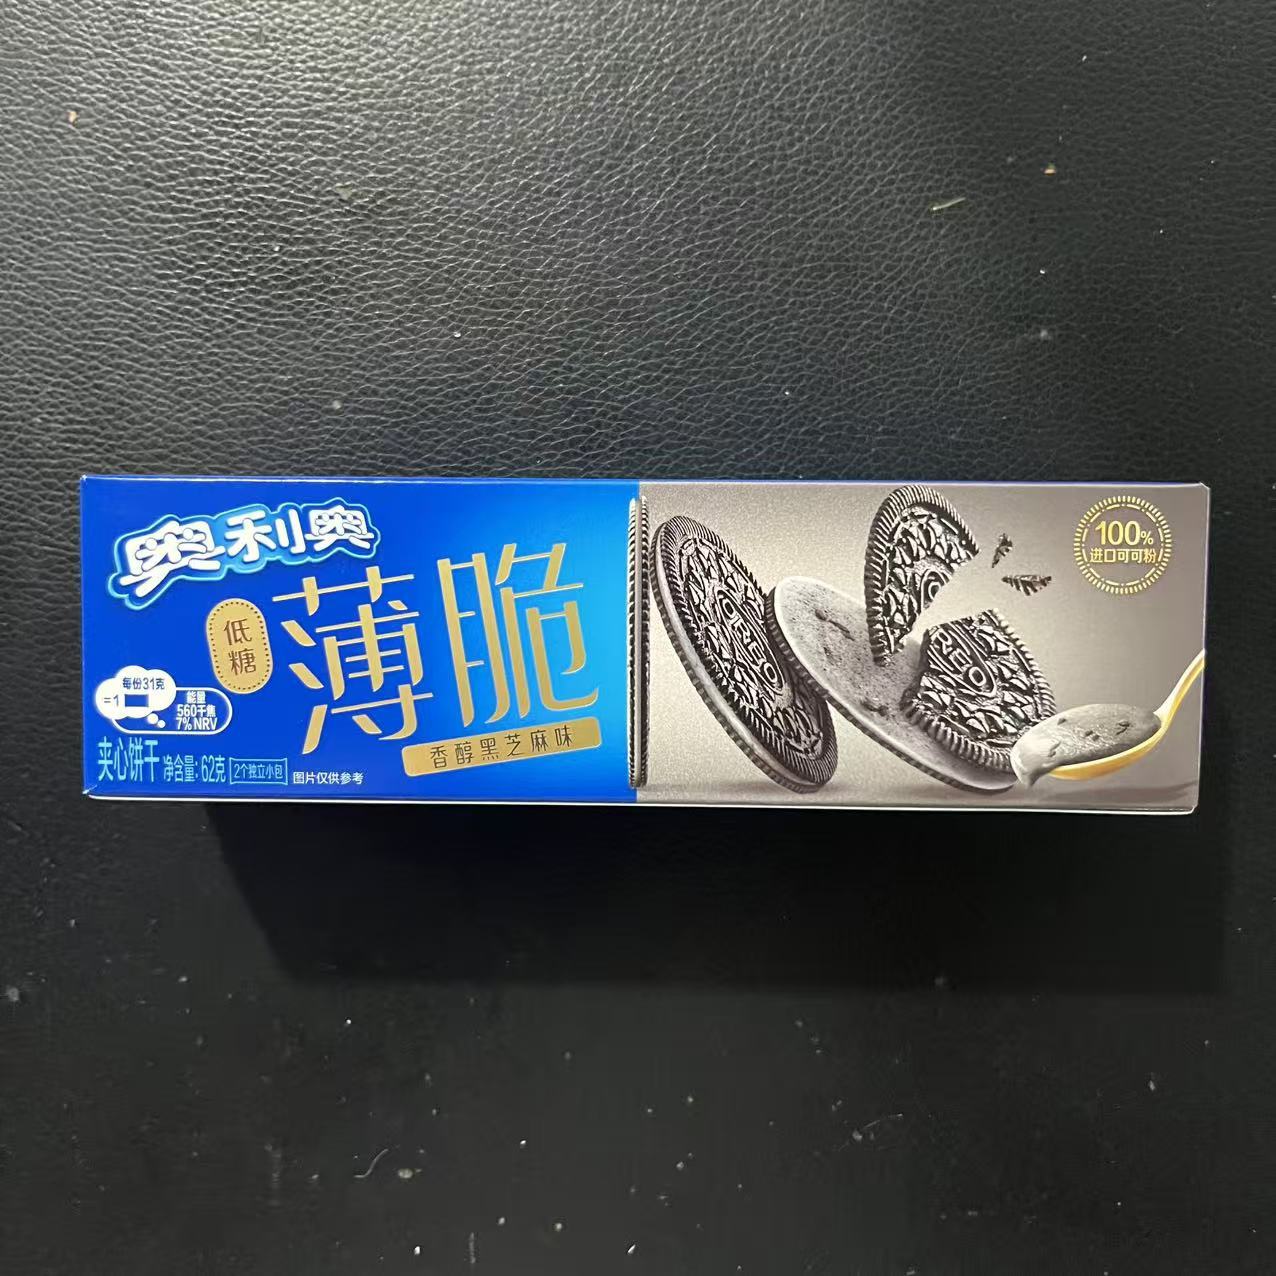 奥利奥
低糖
薄脆
香醇黑芝麻味
每份31克
=1
能量
560千焦
7% NRV
夹心饼干 净含量: 62克 2个独立小包 图片仅供参考
OREO
OREO
100%
进口可可粉